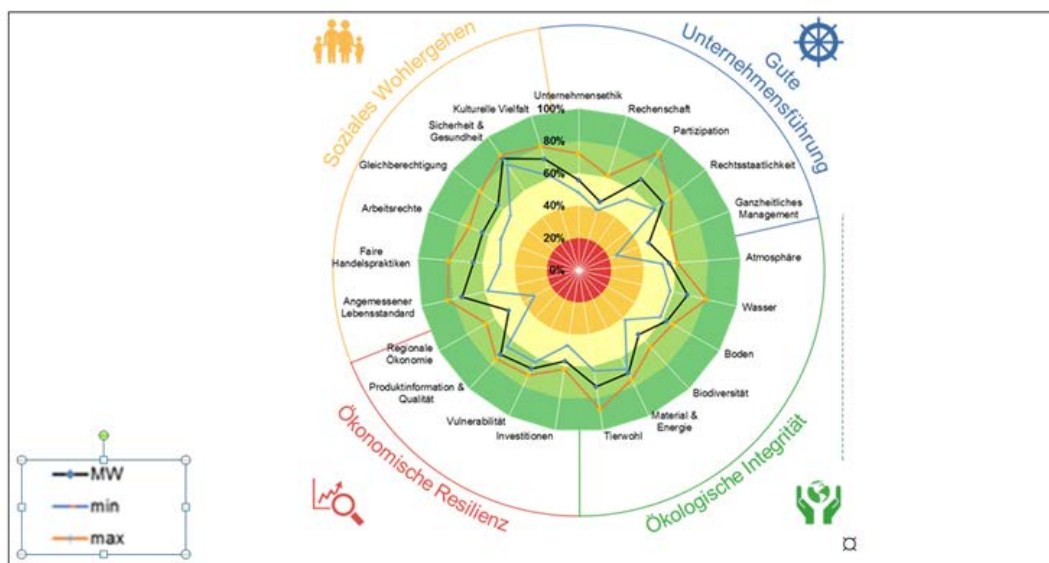 Soziales Wohlergehen
Gute
Unternehmensführung
Unternehmensethik
Kulturelle Vielfalt
100%
Rechenschaft
Sicherheit &
Gesundheit
Partizipation
80%
Gleichberechtigung
Rechtsstaatlichkeit
60%
Arbeitsrechte
Ganzheitliches
Management
40%
20%
Faire
Handelspraktiken
0%
Atmosphäre
Angemessener
Lebensstandard
Wasser
Regionale
Ökonomie
Boden
Produktinformation &
Qualität
Biodiversität
Vulnerabilität
Material &
Energie
Investitionen
Tierwohl
Ökonomische Resilienz
Ökologische Integrität
MW
min
max